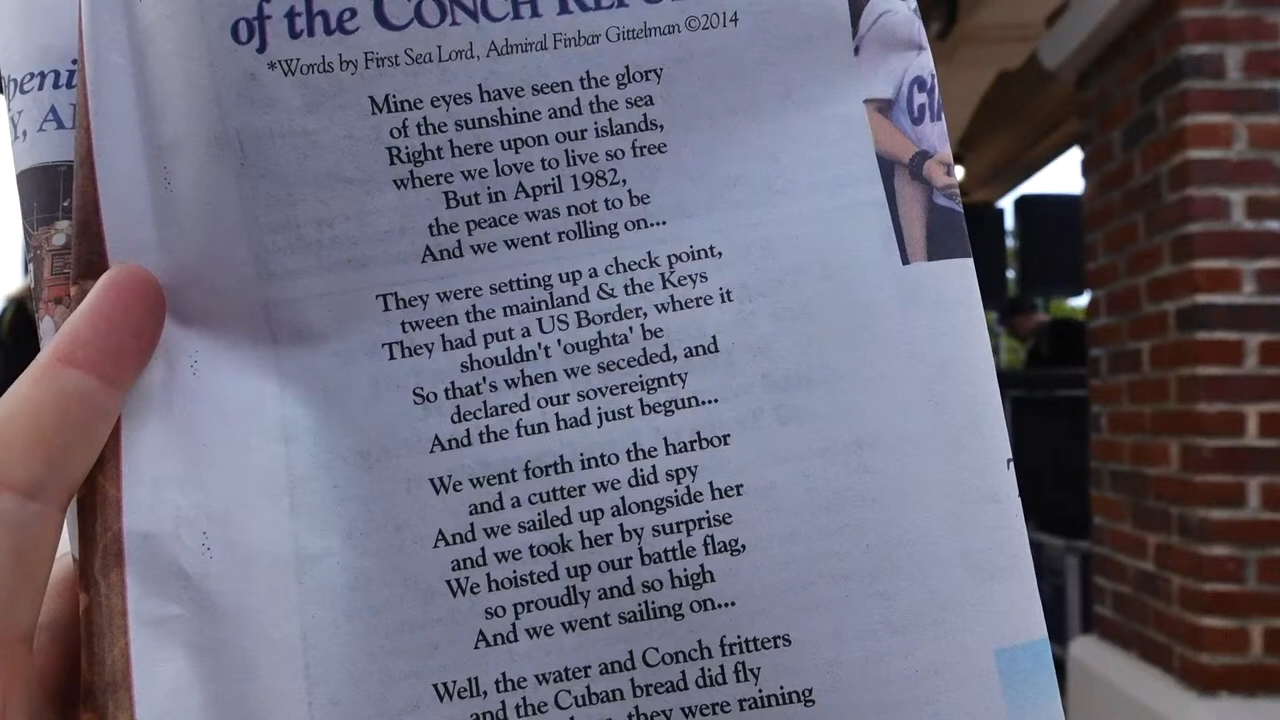 of the CONCH
*Words by First Sea Lord, Admiral Finbar Gittelman ©2014
Mine eyes have seen the glory
of the sunshine and the sea
Right here upon our islands,
where we love to live so free
But in April 1982,
the peace was not to be
And we went rolling on...
They were setting up a check point,
tween the mainland & the Keys
They had put a US Border, where it
shouldn't 'oughta' be
So that's when we seceded, and
declared our sovereignty
And the fun had just begun...
We went forth into the harbor
and a cutter we did spy
And we sailed up alongside her
and we took her by surprise
We hoisted up our battle flag,
so proudly and so high
And we went sailing on...
Well, the water and Conch fritters
and the Cuban bread did fly
they were raining